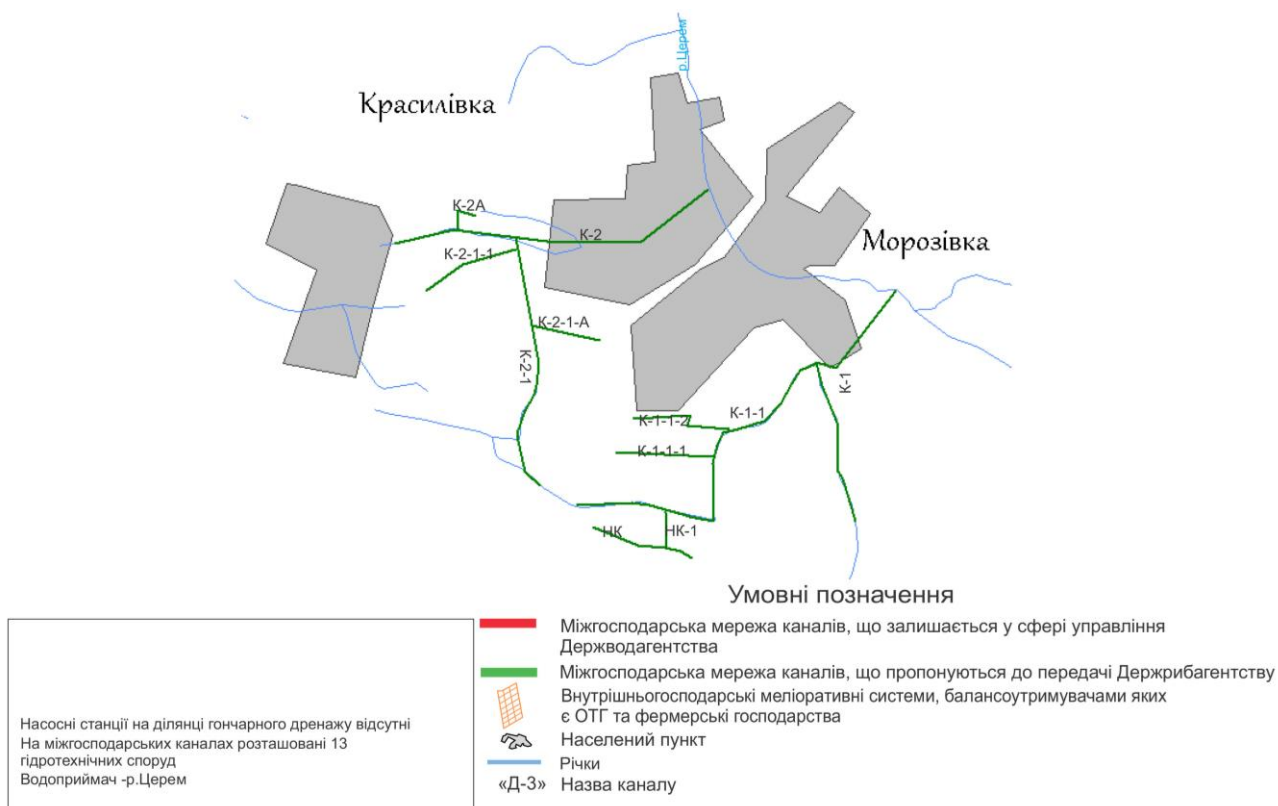 р.Церем
Красилівка
К-2А
К-2
Морозівка
К-2-1-1
К-2-1-А
К-2-1
К-1
К-1-1
К-1-1-2
К-1-1-1
НК
НК-1
Умовні позначення
Міжгосподарська мережа каналів, що залишається у сфері управління
Держводагентства
Міжгосподарська мережа каналів, що пропонуються до передачі Держрибагентству
Внутрішньогосподарські меліоративні системи, балансоутримувачами яких
є ОТГ та фермерські господарства
Населений пункт
Річки
«Д-3» Назва каналу
Насосні станції на ділянці гончарного дренажу відсутні
На міжгосподарських каналах розташовані 13
гідротехнічних споруд
Водоприймач -р.Церем